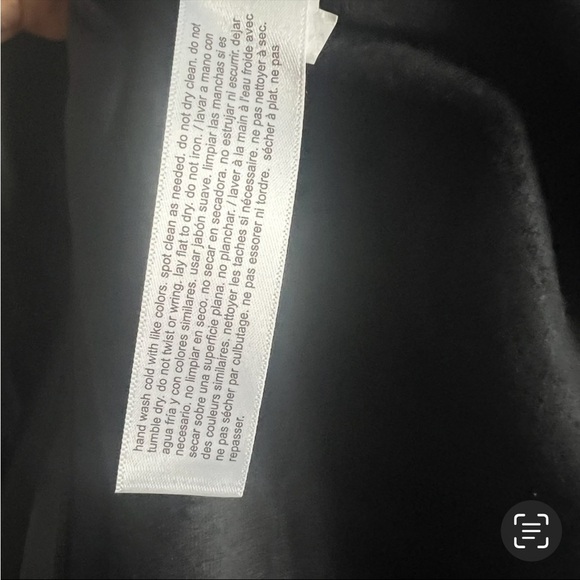 hand wash cold with like colors. spot clean as needed. do not dry clean. do not
tumble dry. do not twist or wring. lay flat to dry. do not iron. / lavar a mano con
agua fría y con colores similares. usar jabón suave. limpiar las manchas si es
necesario. no limpiar en seco. no secar en secadora. no estrujar ni escurrir. dejar
secar sobre una superficie plana. no planchar. / laver à la main à l'eau froide avec
des couleurs similaires. nettoyer les taches si nécessaire. ne pas nettoyer à sec.
ne pas sécher par culbutage. ne pas essorer ni tordre. sécher à plat. ne pas
repasser.